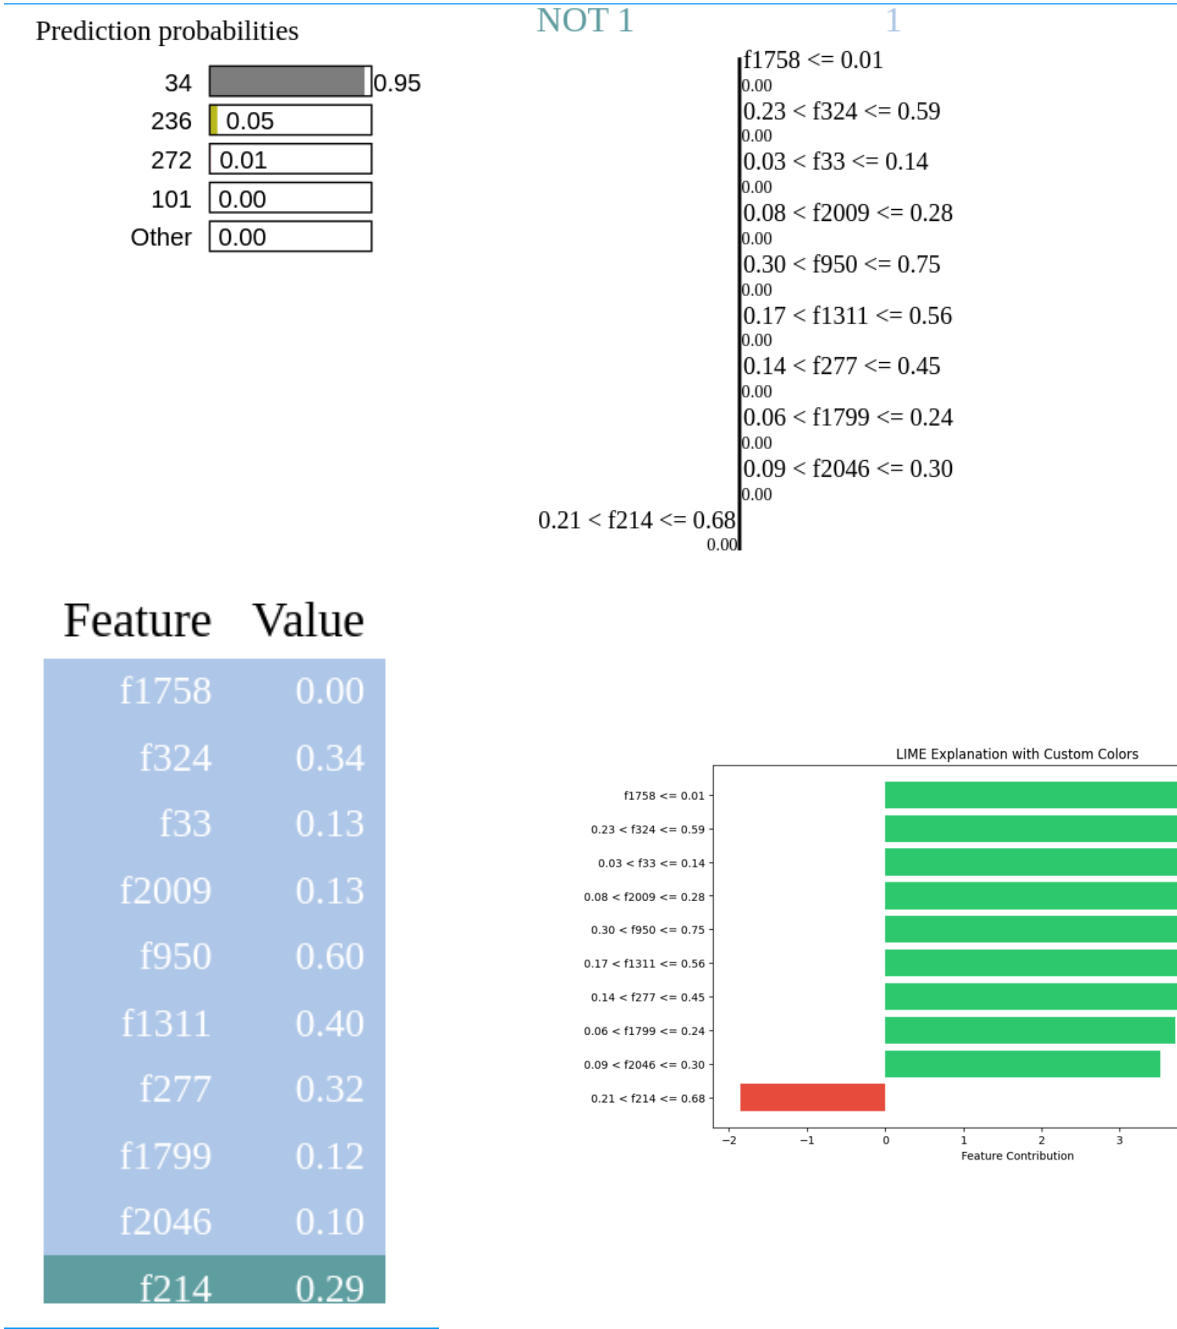 Prediction probabilities
34 0.95
236 0.05
272 0.01
101 0.00
Other 0.00
NOT 1 1
f1758 <= 0.01
0.00
0.23 < f324 <= 0.59
0.00
0.03 < f33 <= 0.14
0.00
0.08 < f2009 <= 0.28
0.00
0.30 < f950 <= 0.75
0.00
0.17 < f1311 <= 0.56
0.00
0.14 < f277 <= 0.45
0.00
0.06 < f1799 <= 0.24
0.00
0.09 < f2046 <= 0.30
0.00
0.21 < f214 <= 0.68
0.00
Feature Value
f1758 0.00
f324 0.34
f33 0.13
f2009 0.13
f950 0.60
f1311 0.40
f277 0.32
f1799 0.12
f2046 0.10
f214 0.29
LIME Explanation with Custom Colors
f1758 <= 0.01
0.23 < f324 <= 0.59
0.03 < f33 <= 0.14
0.08 < f2009 <= 0.28
0.30 < f950 <= 0.75
0.17 < f1311 <= 0.56
0.14 < f277 <= 0.45
0.06 < f1799 <= 0.24
0.09 < f2046 <= 0.30
0.21 < f214 <= 0.68
−2 −1 0 1 2 3
Feature Contribution